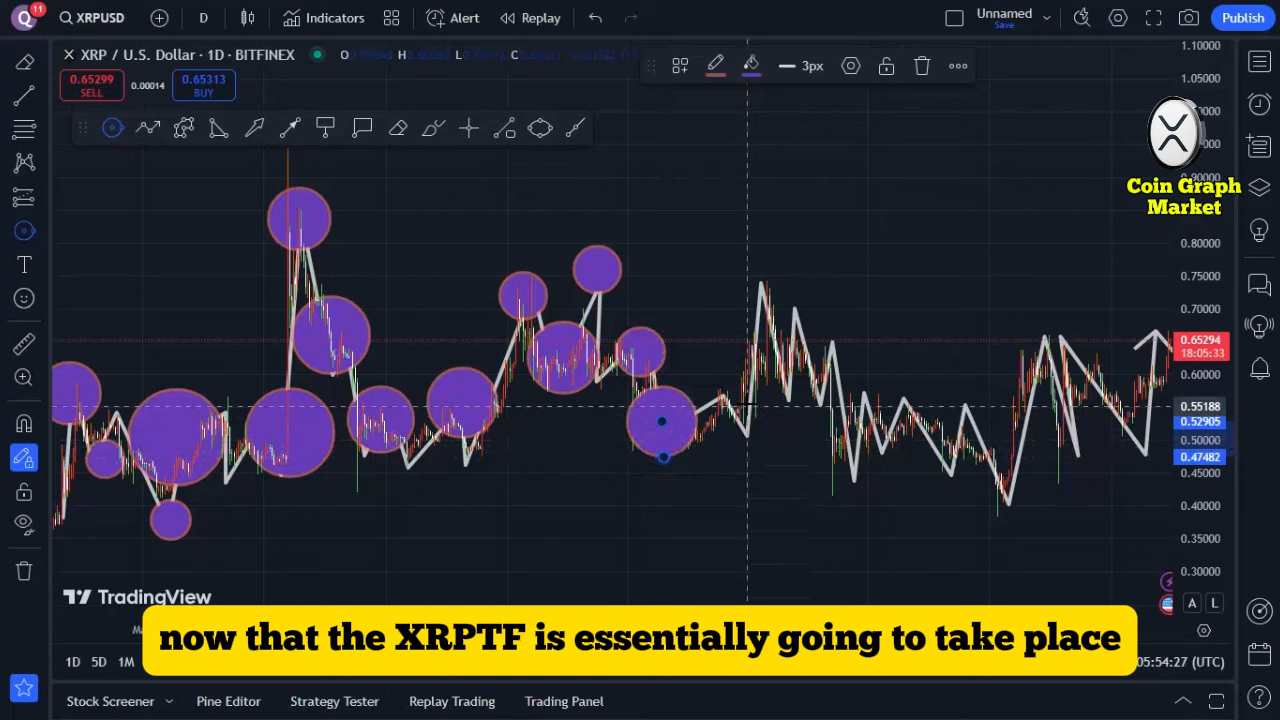 Q
11
XRPUSD
D
Indicators
Alert
Replay
Unnamed
Save
Publish
XRP / U.S. Dollar · 1D · BITFINEX
O
H
L
C
0.65299
SELL
0.00014
0.65313
BUY
3px
1.10000
1.05000
Coin Graph
Market
0.80000
0.75000
0.70000
0.65294
18:05:33
0.60000
0.55188
0.52905
0.50000
0.47482
0.45000
0.40000
0.35000
0.30000
A
L
TradingView
now that the XRPTF is essentially going to take place
1D
5D
1M
:54:27 (UTC)
Stock Screener
Pine Editor
Strategy Tester
Replay Trading
Trading Panel